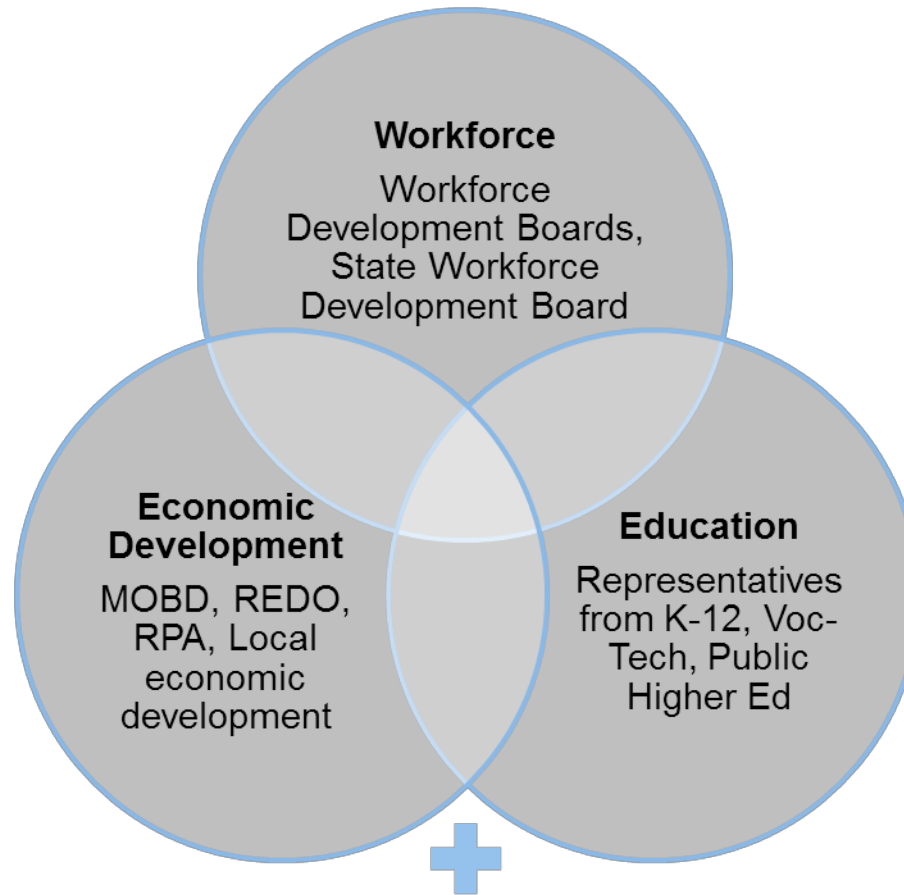 Workforce
Workforce
Development Boards,
State Workforce
Development Board
Economic
Development
MOBD, REDO,
RPA, Local
economic
development
Education
Representatives
from K-12, Voc-
Tech, Public
Higher Ed